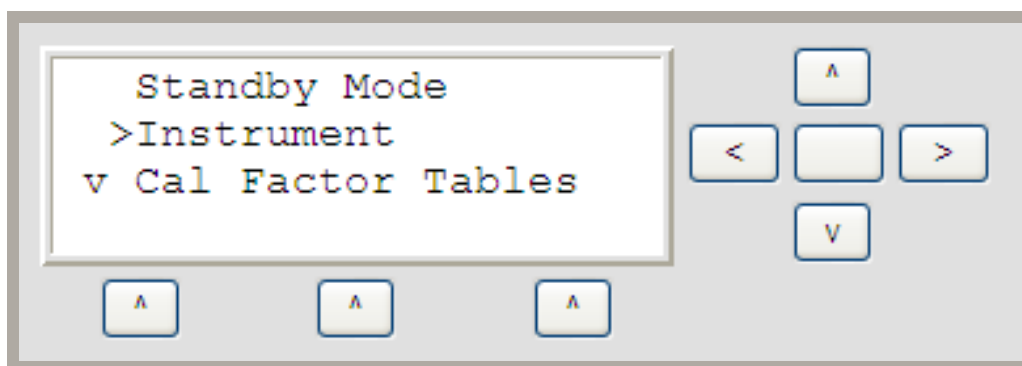 Standby Mode
>Instrument
v Cal Factor Tables
^
< >
v
^ ^ ^